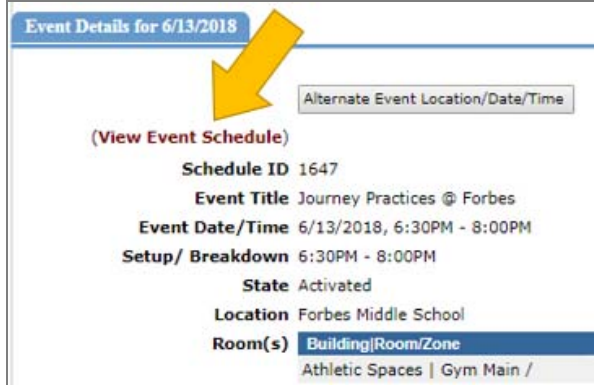 Event Details for 6/13/2018
Alternate Event Location/Date/Time
(View Event Schedule)
Schedule ID 1647
Event Title Journey Practices @ Forbes
Event Date/Time 6/13/2018, 6:30PM - 8:00PM
Setup/ Breakdown 6:30PM - 8:00PM
State Activated
Location Forbes Middle School
Room(s) Building|Room/Zone
Athletic Spaces | Gym Main /